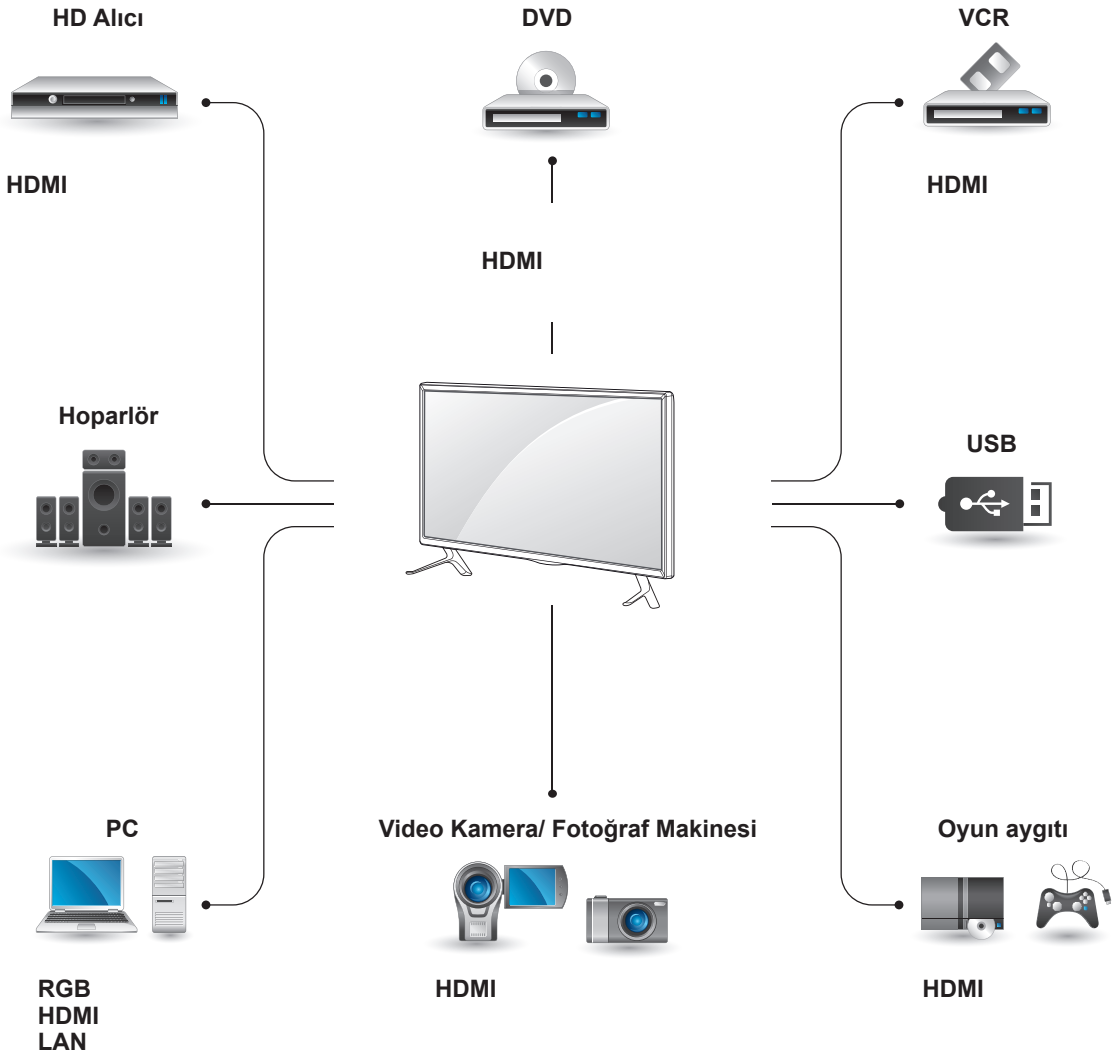 HD Alıcı
DVD
VCR
HDMI
HDMI
HDMI
Hoparlör
USB
PC
Video Kamera/ Fotoğraf Makinesi
Oyun aygıtı
RGB
HDMI
LAN
HDMI
HDMI